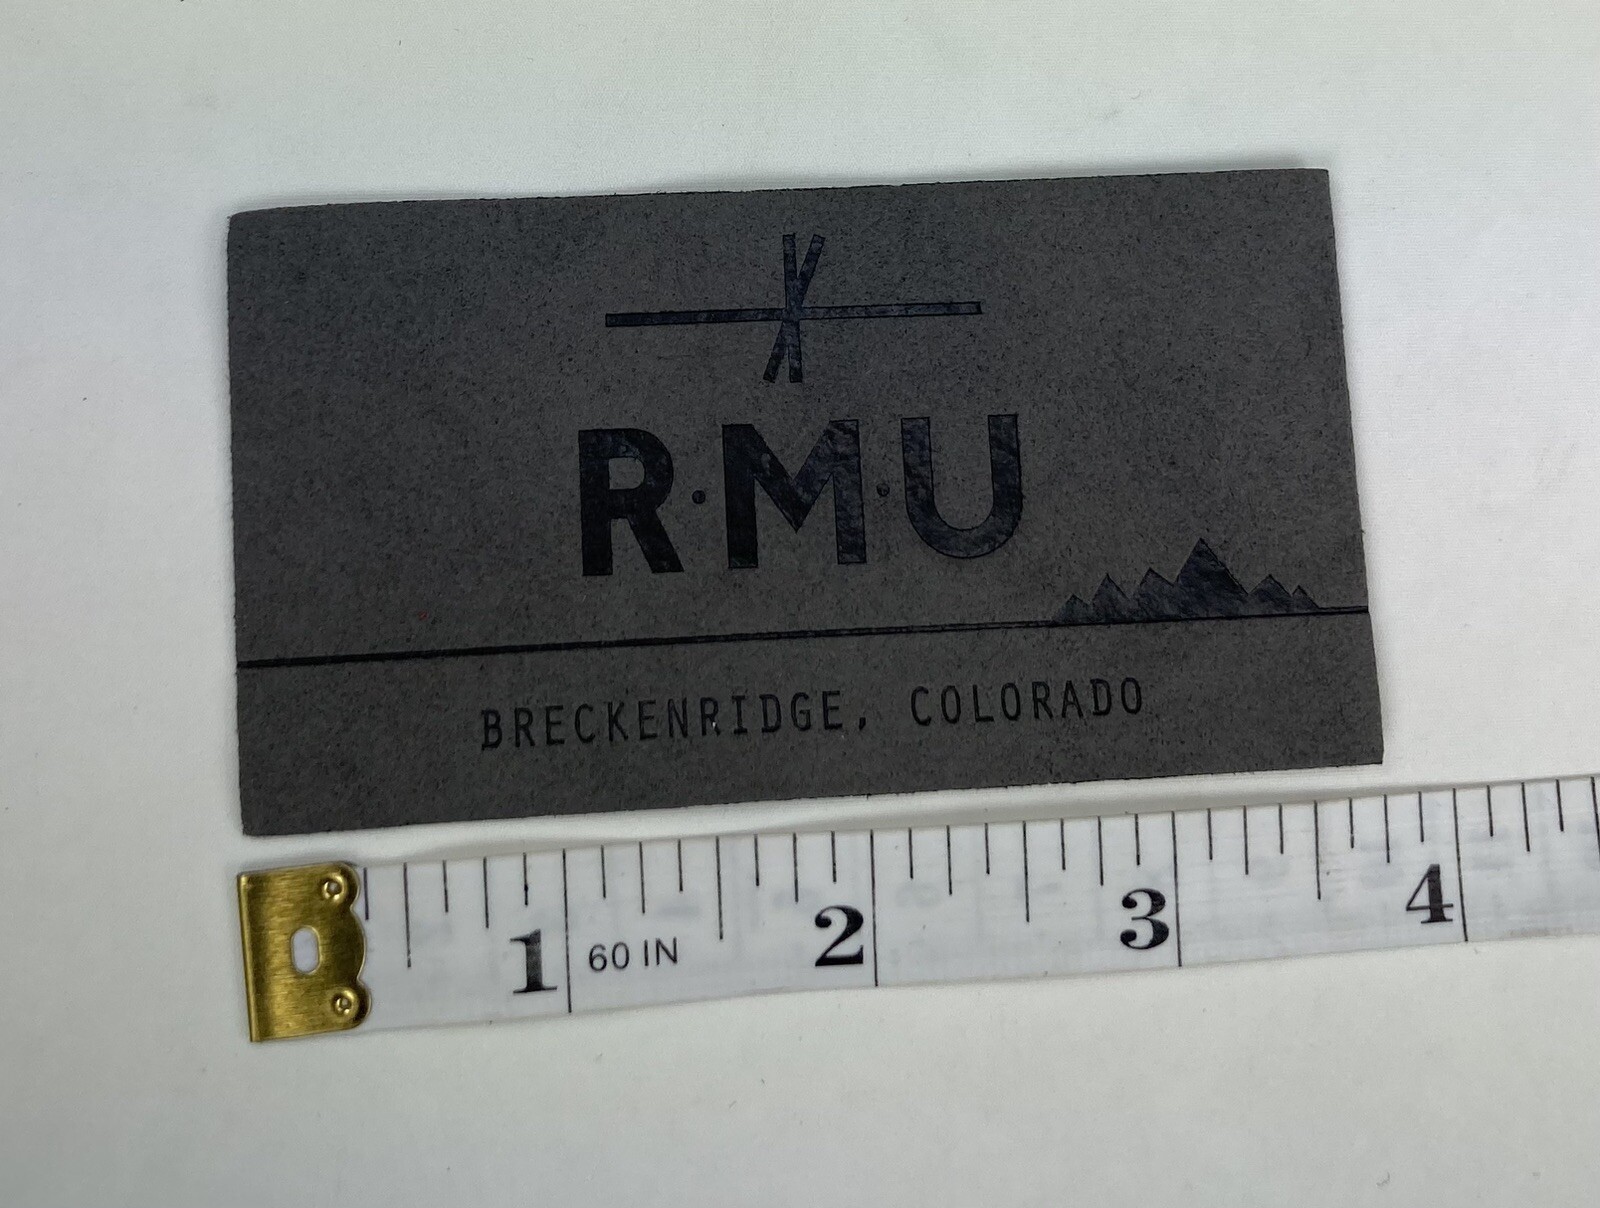 R·M·U
BRECKENRIDGE, COLORADO
1 60 IN 2 3 4